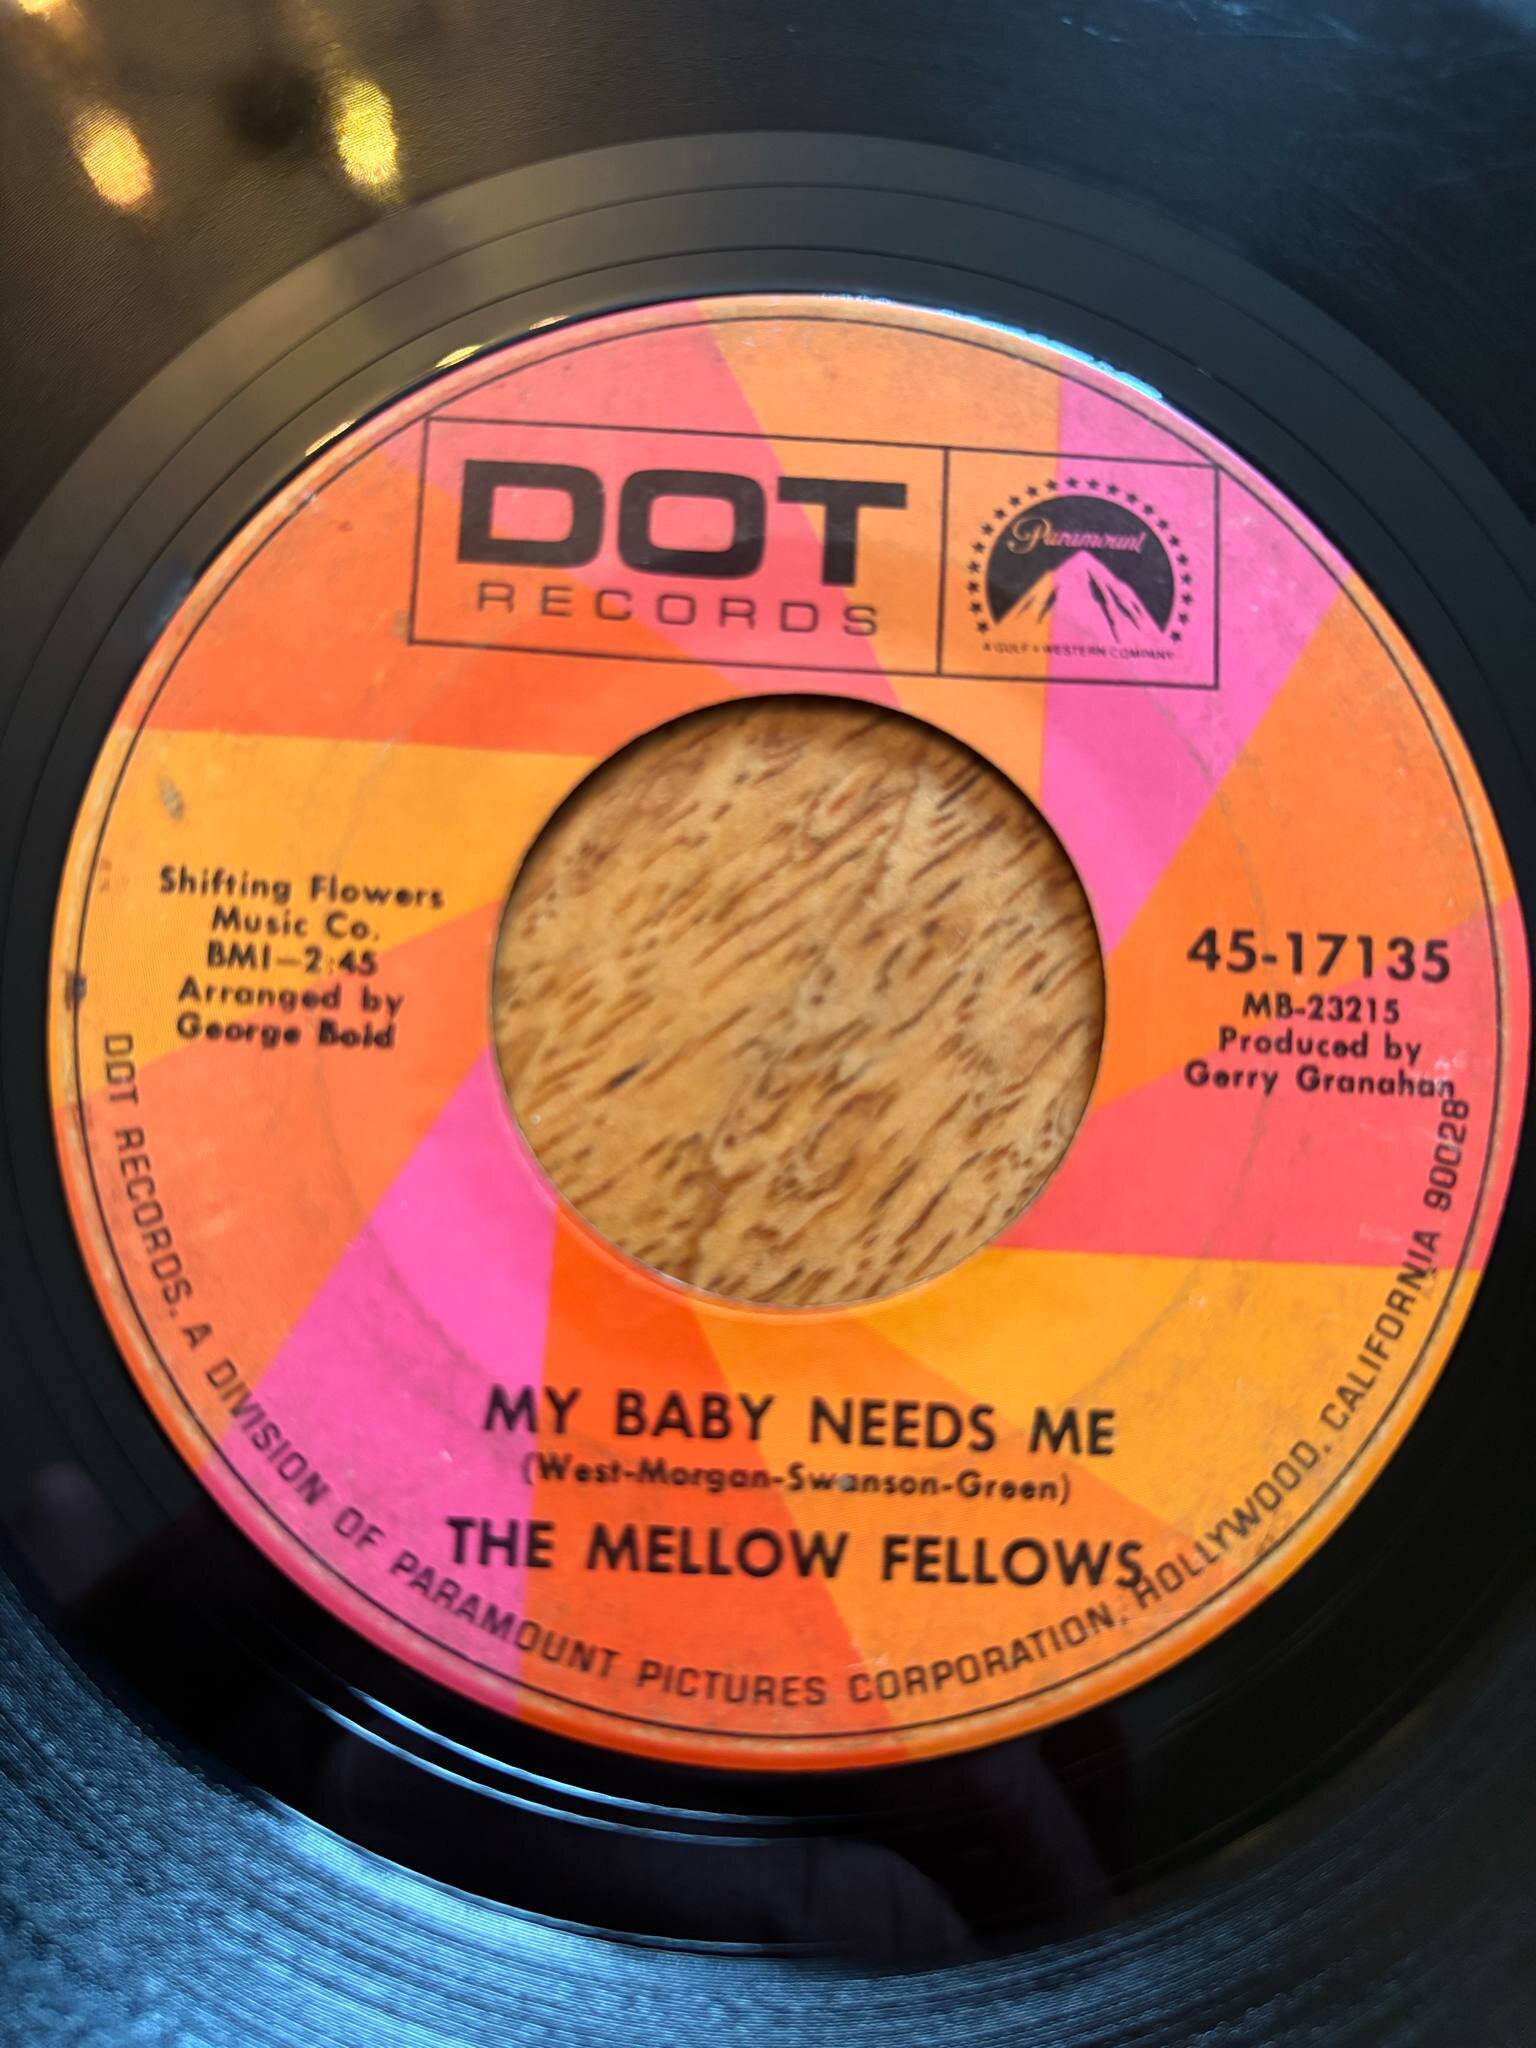 DOT
RECORDS
Paramount
A GULF + WESTERN COMPANY
Shifting Flowers
Music Co.
BMI-2:45
Arranged by
George Bold
45-17135
MB-23215
Produced by
Gerry Granahan
MY BABY NEEDS ME
(West-Morgan-Swanson-Green)
THE MELLOW FELLOWS
DOT RECORDS, A DIVISION OF PARAMOUNT PICTURES CORPORATION, HOLLYWOOD, CALIFORNIA 90028